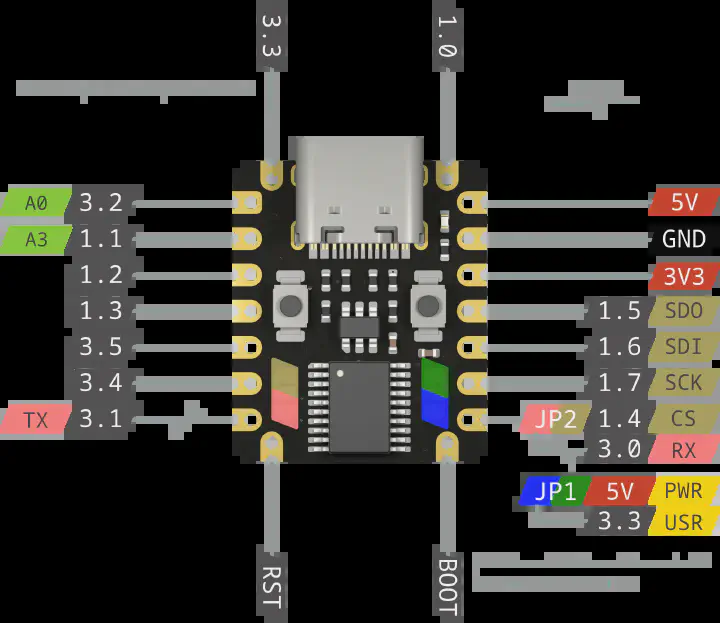 3.3 1.0
A0 3.2 5V
A3 1.1 GND
1.2 3V3
1.3 1.5 SDO
3.5 1.6 SDI
3.4 1.7 SCK
TX 3.1 JP2 1.4 CS
3.0 RX
JP1 5V PWR
3.3 USR
RST BOOT